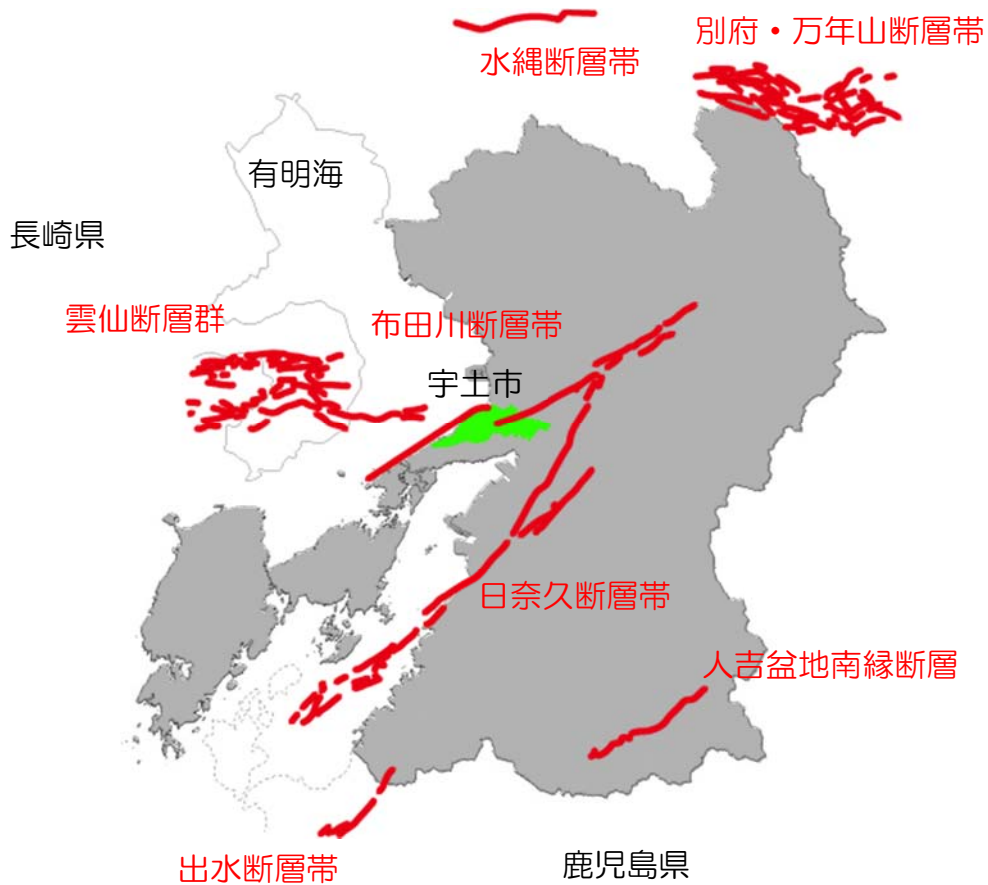 別府・万年山断層帯
水縄断層帯
有明海
長崎県
雲仙断層群
布田川断層帯
宇土市
日奈久断層帯
人吉盆地南縁断層
出水断層帯
鹿児島県